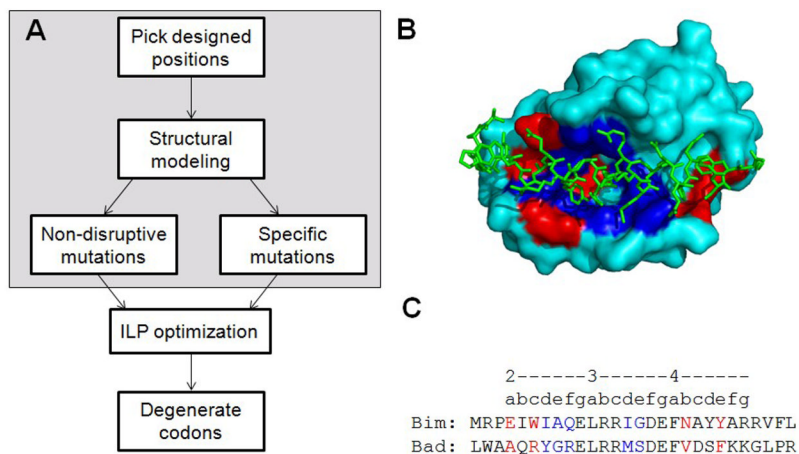 A
Pick designed
positions
Structural
modeling
Non-disruptive
mutations
Specific
mutations
ILP optimization
Degenerate
codons
B
C
2------3------4------
abcdefgabcdefgabcdefg
Bim: MRPEIWIAQELRRIGDEFNAYYARRVFL
Bad: LWAAQRYGRELRRMSDEFVDSFKKGLPR